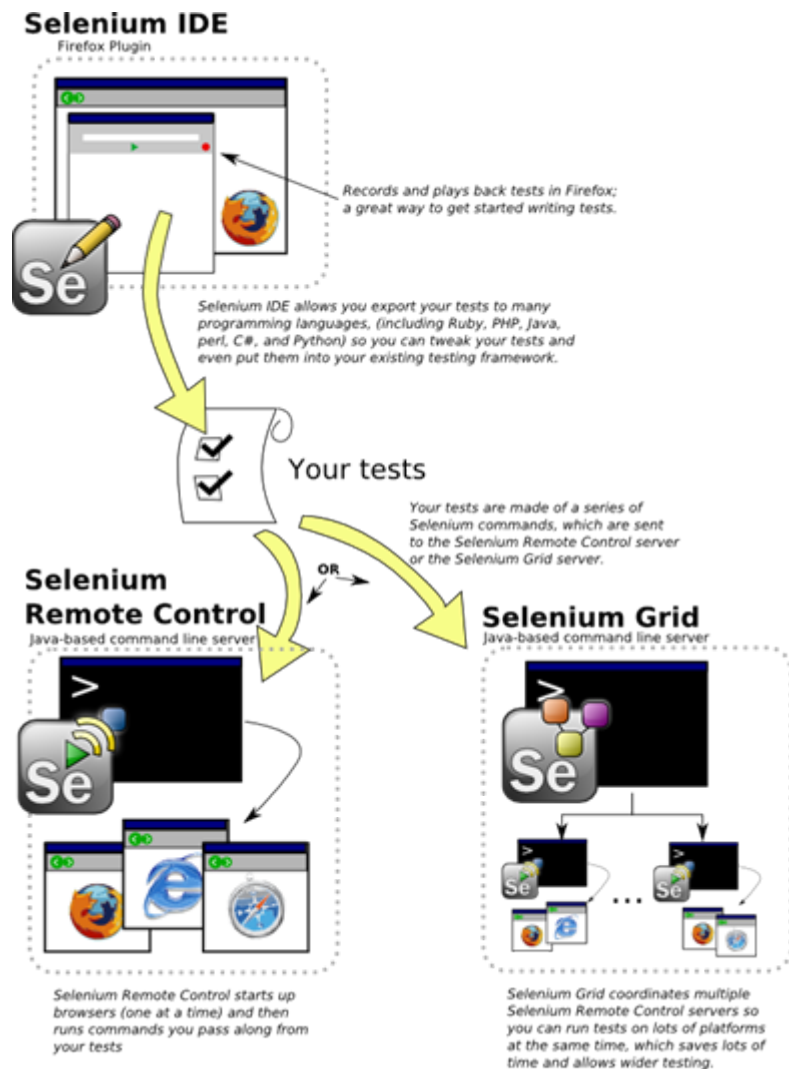 Selenium IDE
Firefox Plugin
Records and plays back tests in Firefox;
a great way to get started writing tests.
Se
Selenium IDE allows you export your tests to many
programming languages, (including Ruby, PHP, Java,
perl, C#, and Python) so you can tweak your tests and
even put them into your existing testing framework.
Your tests
Your tests are made of a series of
Selenium commands, which are sent
to the Selenium Remote Control server
or the Selenium Grid server.
OR
Selenium
Remote Control
Java-based command line server
>
Se
Selenium Remote Control starts up
browsers (one at a time) and then
runs commands you pass along from
your tests
Selenium Grid
Java-based command line server
>
Se
>
Se
...
>
Se
Selenium Grid coordinates multiple
Selenium Remote Control servers so
you can run tests on lots of platforms
at the same time, which saves lots of
time and allows wider testing.